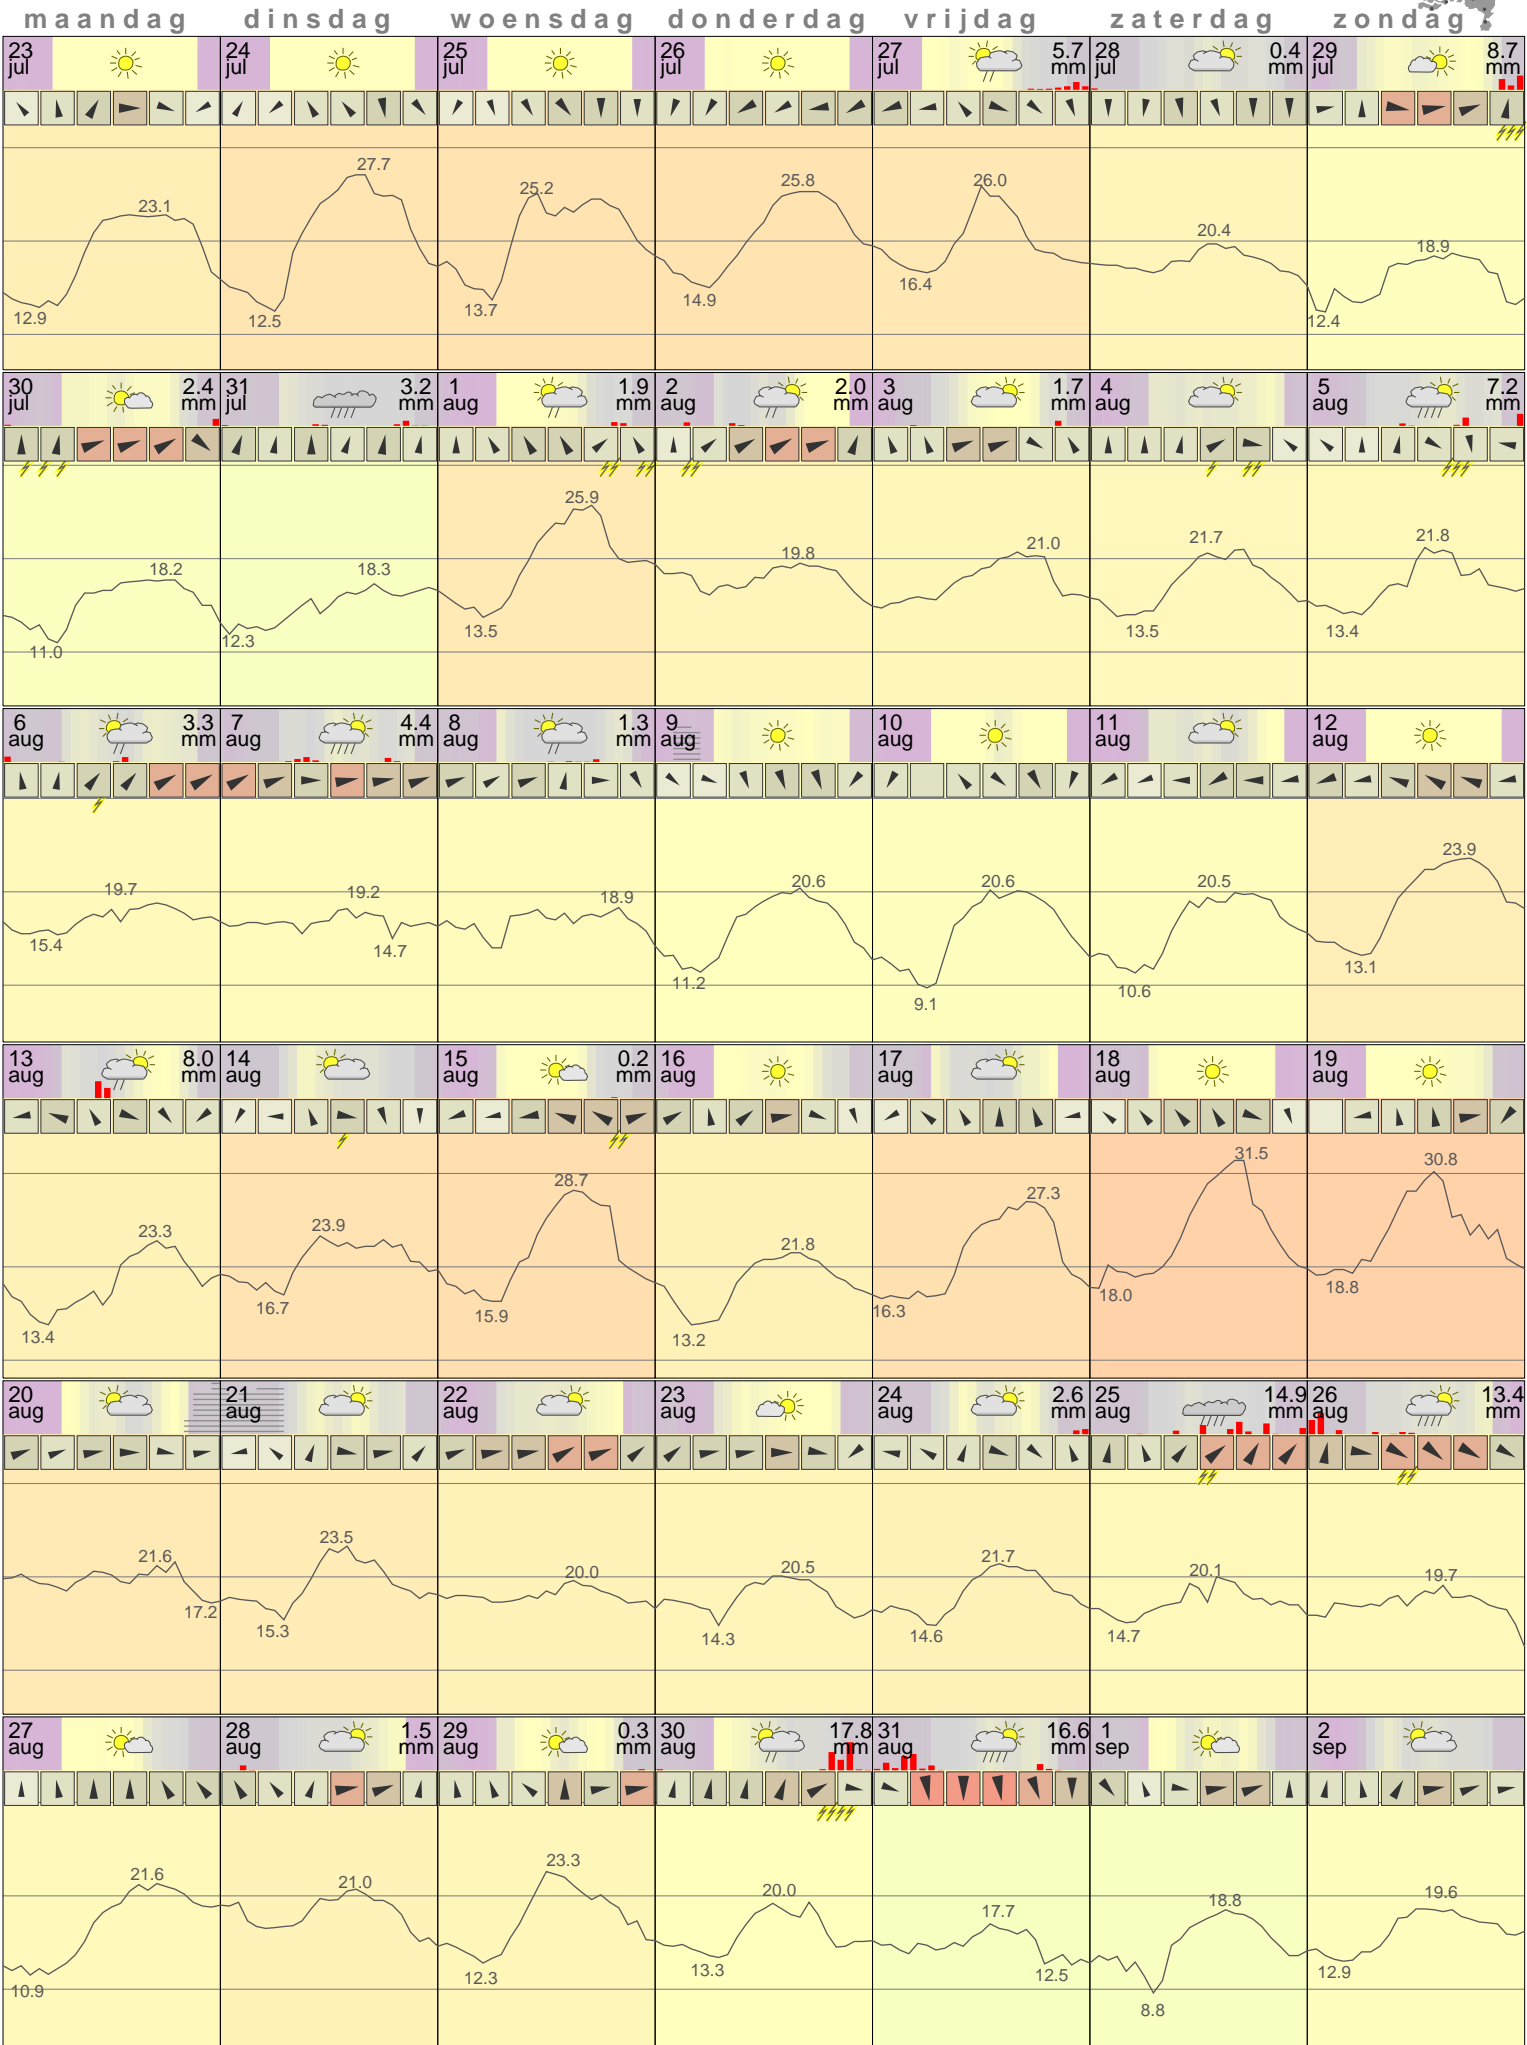 maandag dinsdag woensdag donderdag vrijdag zaterdag zondag
23 24 25 26 27 5.7 28 0.4 29 8.7
jul jul jul jul jul mm jul mm jul mm
27.7
25.2 25.8 26.0
23.1
20.4
18.9
16.4
14.9
13.7
12.9 12.5 12.4
30 2.4 31 3.2 1 1.9 2 2.0 3 1.7 4 5 7.2
jul mm jul mm aug mm aug mm aug mm aug aug mm
25.9
21.7 21.8
21.0
19.8
18.2 18.3
13.5 13.5 13.4
12.3
11.0
6 3.3 7 4.4 8 1.3 9 10 11 12
aug mm aug mm aug mm aug aug aug aug
23.9
19.7 19.2 18.9 20.6 20.6 20.5
15.4 14.7
13.1
11.2
10.6
9.1
13 8.0 14 15 0.2 16 17 18 19
aug mm aug aug mm aug aug aug aug
31.5 30.8
28.7
27.3
23.3 23.9
21.8
18.0 18.8
16.7 15.9 16.3
13.4 13.2
20 21 22 23 24 2.6 25 14.9 26 13.4
aug aug aug aug aug mm aug mm aug mm
23.5
21.6 20.0 20.5 21.7 20.1 19.7
17.2
15.3 14.3 14.6 14.7
27 28 1.5 29 0.3 30 17.8 31 16.6 1 2
aug aug mm aug mm aug mm aug mm sep sep
23.3
21.6 21.0 20.0 19.6
18.8
17.7
13.3
12.3 12.5 12.9
10.9
8.8